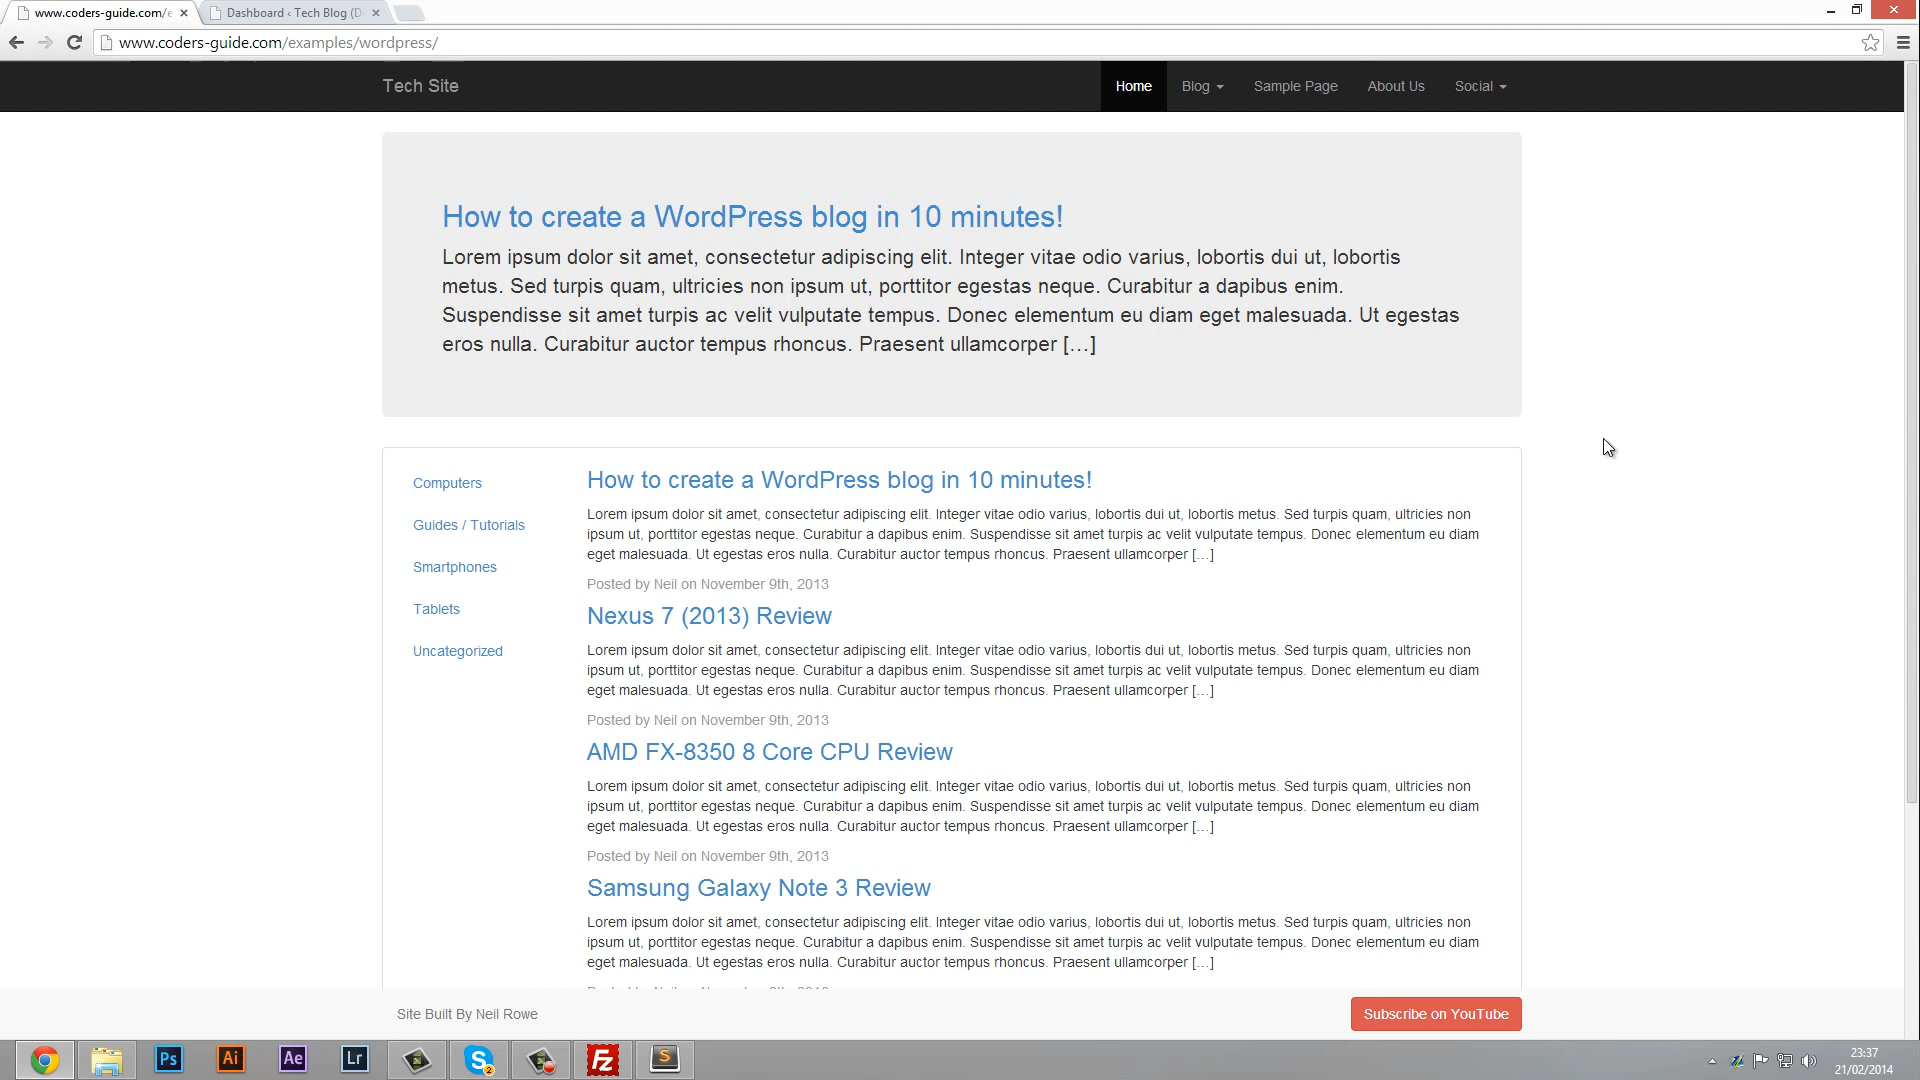 www.coders-guide.com/e
Dashboard ‹ Tech Blog (D
www.coders-guide.com/examples/wordpress/
Tech Site
Home
Blog
Sample Page
About Us
Social
How to create a WordPress blog in 10 minutes!
Lorem ipsum dolor sit amet, consectetur adipiscing elit. Integer vitae odio varius, lobortis dui ut, lobortis
metus. Sed turpis quam, ultricies non ipsum ut, porttitor egestas neque. Curabitur a dapibus enim.
Suspendisse sit amet turpis ac velit vulputate tempus. Donec elementum eu diam eget malesuada. Ut egestas
eros nulla. Curabitur auctor tempus rhoncus. Praesent ullamcorper […]
Computers
Guides / Tutorials
Smartphones
Tablets
Uncategorized
How to create a WordPress blog in 10 minutes!
Lorem ipsum dolor sit amet, consectetur adipiscing elit. Integer vitae odio varius, lobortis dui ut, lobortis metus. Sed turpis quam, ultricies non
ipsum ut, porttitor egestas neque. Curabitur a dapibus enim. Suspendisse sit amet turpis ac velit vulputate tempus. Donec elementum eu diam
eget malesuada. Ut egestas eros nulla. Curabitur auctor tempus rhoncus. Praesent ullamcorper […]
Posted by Neil on November 9th, 2013
Nexus 7 (2013) Review
Lorem ipsum dolor sit amet, consectetur adipiscing elit. Integer vitae odio varius, lobortis dui ut, lobortis metus. Sed turpis quam, ultricies non
ipsum ut, porttitor egestas neque. Curabitur a dapibus enim. Suspendisse sit amet turpis ac velit vulputate tempus. Donec elementum eu diam
eget malesuada. Ut egestas eros nulla. Curabitur auctor tempus rhoncus. Praesent ullamcorper […]
Posted by Neil on November 9th, 2013
AMD FX-8350 8 Core CPU Review
Lorem ipsum dolor sit amet, consectetur adipiscing elit. Integer vitae odio varius, lobortis dui ut, lobortis metus. Sed turpis quam, ultricies non
ipsum ut, porttitor egestas neque. Curabitur a dapibus enim. Suspendisse sit amet turpis ac velit vulputate tempus. Donec elementum eu diam
eget malesuada. Ut egestas eros nulla. Curabitur auctor tempus rhoncus. Praesent ullamcorper […]
Posted by Neil on November 9th, 2013
Samsung Galaxy Note 3 Review
Lorem ipsum dolor sit amet, consectetur adipiscing elit. Integer vitae odio varius, lobortis dui ut, lobortis metus. Sed turpis quam, ultricies non
ipsum ut, porttitor egestas neque. Curabitur a dapibus enim. Suspendisse sit amet turpis ac velit vulputate tempus. Donec elementum eu diam
eget malesuada. Ut egestas eros nulla. Curabitur auctor tempus rhoncus. Praesent ullamcorper […]
Site Built By Neil Rowe
Subscribe on YouTube
Ps
Ai
Ae
Lr
S
2
Fz
S
23:37
21/02/2014